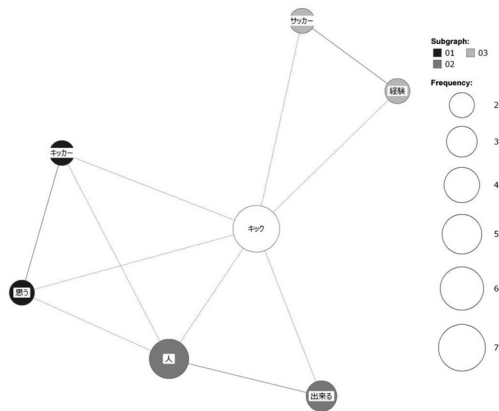 サッカー
経験
キッカー
キック
思う
人
出来る
Subgraph:
01 03
02
Frequency:
2
3
4
5
6
7